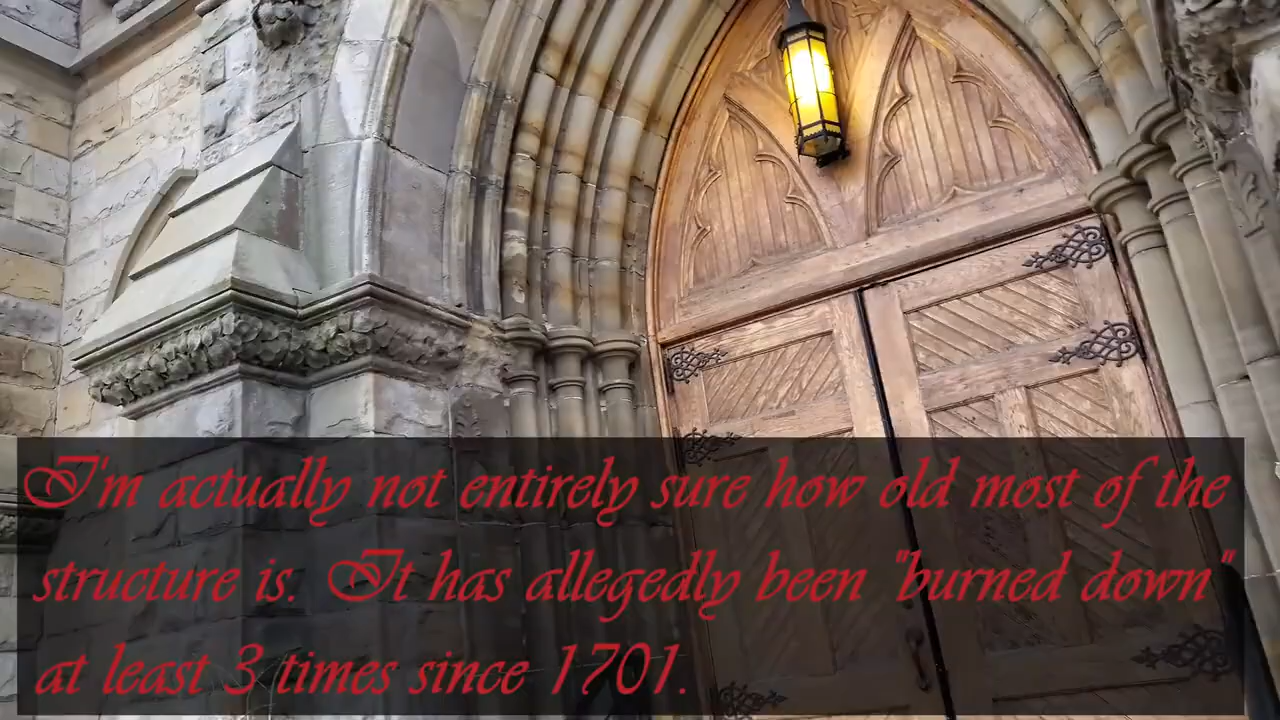 I'm actually not entirely sure how old most of the
structure is. It has allegedly been "burned down"
at least 3 times since 1701.